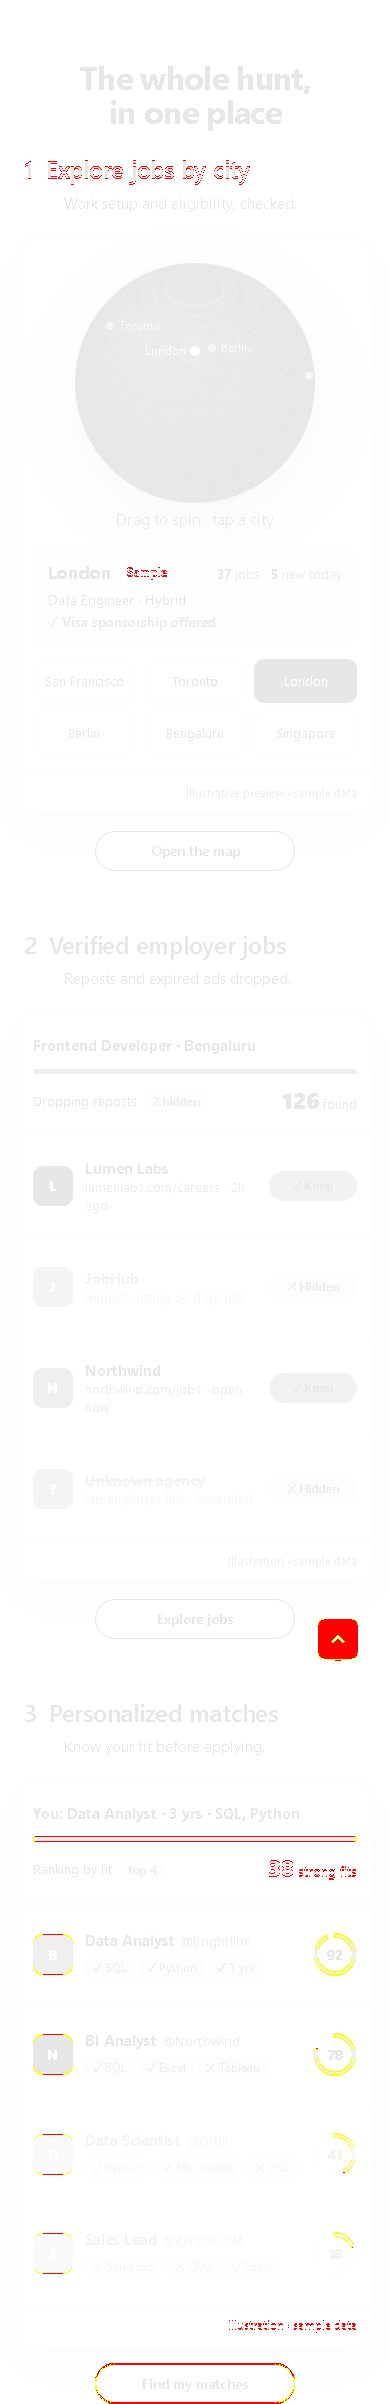 The whole hunt,
in one place
1 Explore jobs by city
Work setup and eligibility, checked.
Toronto
London
Berlin
Drag to spin · tap a city
London Sample 37 jobs · 5 new today
Data Engineer · Hybrid
✓ Visa sponsorship offered
San Francisco Toronto London
Berlin Bengaluru Singapore
Illustrative preview · sample data
Open the map
2 Verified employer jobs
Reposts and expired ads dropped.
Frontend Developer · Bengaluru
Dropping reposts 2 hidden 126 found
L Lumen Labs ✓ Keep
lumenlabs.com/careers · 2h
ago
J JobHub ✕ Hidden
Repost · listing 34 days old
N Northwind ✓ Keep
northwind.com/jobs · open
now
? Unknown agency ✕ Hidden
No employer link · unverified
Illustration · sample data
Explore jobs
3 Personalized matches
Know your fit before applying.
You: Data Analyst · 3 yrs · SQL, Python
Ranking by fit top 4 38 strong fits
B Data Analyst @Brightline 92
✓ SQL ✓ Python ✓ 3 yrs
N BI Analyst @Northwind 78
✓ SQL ✓ Excel ✕ Tableau
O Data Scientist @Orbit 41
✓ Python ✕ ML models ✕ PhD
Z Sales Lead @ZentroCRM 18
✕ Sales exp ✕ CRM ✓ Excel
Illustration · sample data
Find my matches